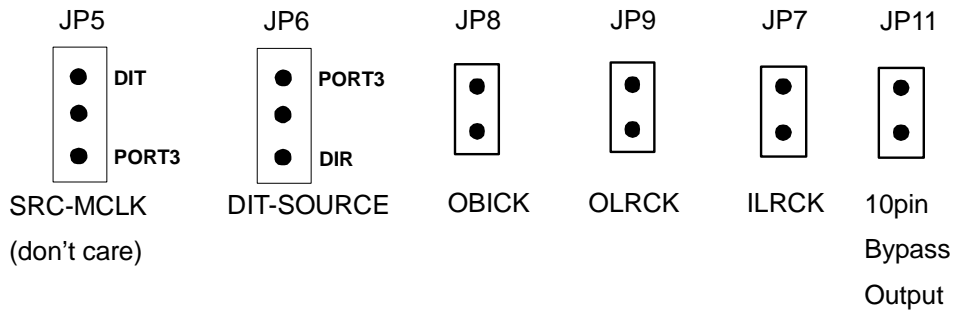 JP5 JP6 JP8 JP9 JP7 JP11
DIT PORT3
PORT3 DIR
SRC-MCLK DIT-SOURCE OBICK OLRCK ILRCK 10pin
(don't care) Bypass
Output